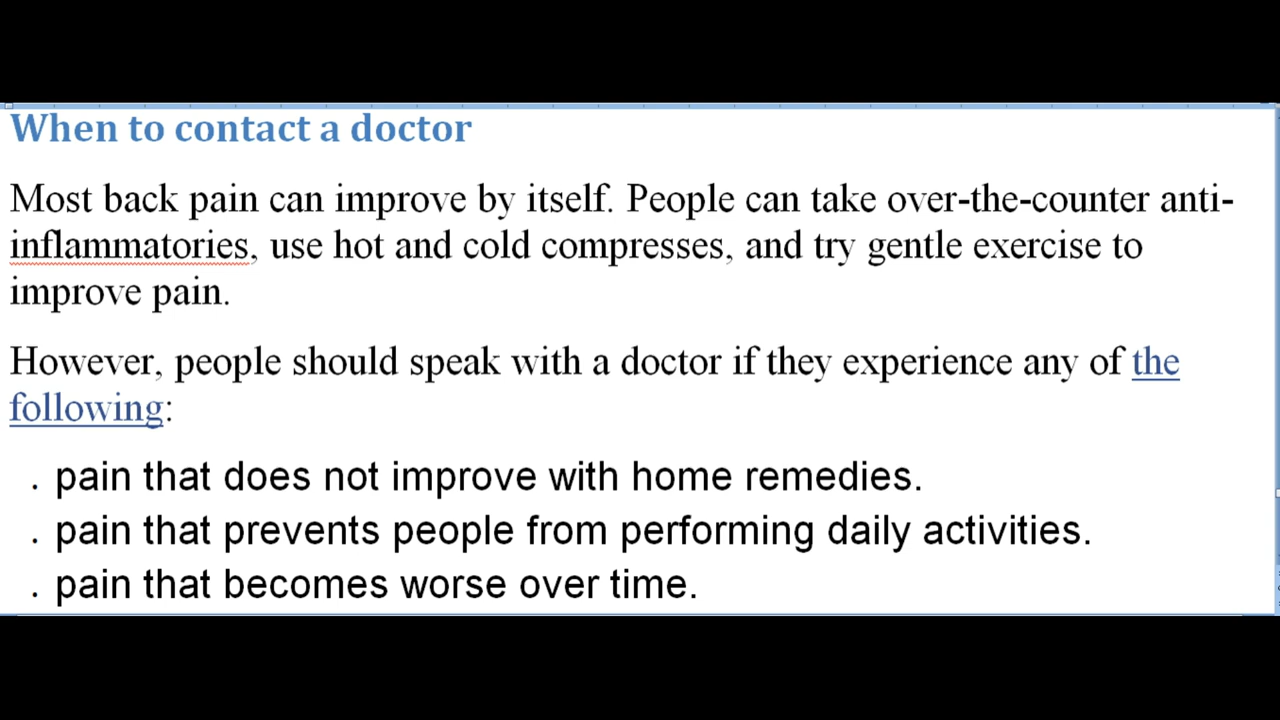 When to contact a doctor
Most back pain can improve by itself. People can take over-the-counter anti-
inflammatories, use hot and cold compresses, and try gentle exercise to
improve pain.
However, people should speak with a doctor if they experience any of the
following:
. pain that does not improve with home remedies.
. pain that prevents people from performing daily activities.
. pain that becomes worse over time.